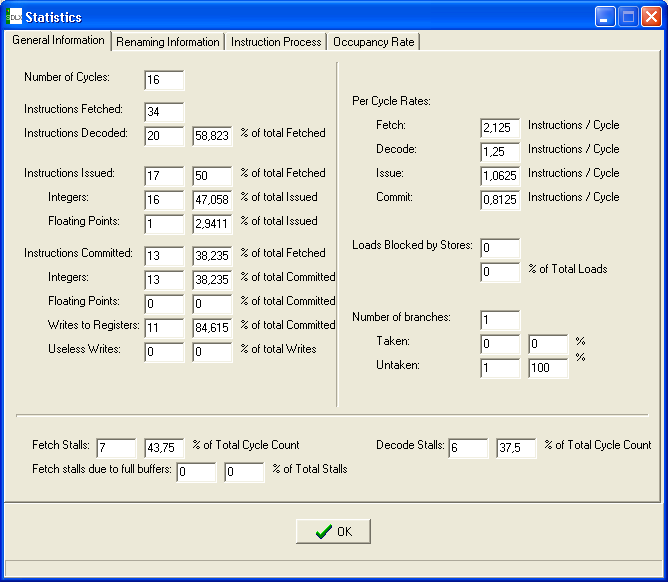 DLX Statistics
General Information Renaming Information Instruction Process Occupancy Rate
Number of Cycles: 16
Instructions Fetched: 34
Instructions Decoded: 20 58,823 % of total Fetched
Instructions Issued: 17 50 % of total Fetched
Integers: 16 47,058 % of total Issued
Floating Points: 1 2,9411 % of total Issued
Instructions Committed: 13 38,235 % of total Fetched
Integers: 13 38,235 % of total Committed
Floating Points: 0 0 % of total Committed
Writes to Registers: 11 84,615 % of total Committed
Useless Writes: 0 0 % of total Writes
Per Cycle Rates:
Fetch: 2,125 Instructions / Cycle
Decode: 1,25 Instructions / Cycle
Issue: 1,0625 Instructions / Cycle
Commit: 0,8125 Instructions / Cycle
Loads Blocked by Stores: 0
0 % of Total Loads
Number of branches: 1
Taken: 0 0 %
Untaken: 1 100 %
Fetch Stalls: 7 43,75 % of Total Cycle Count
Decode Stalls: 6 37,5 % of Total Cycle Count
Fetch stalls due to full buffers: 0 0 % of Total Stalls
OK